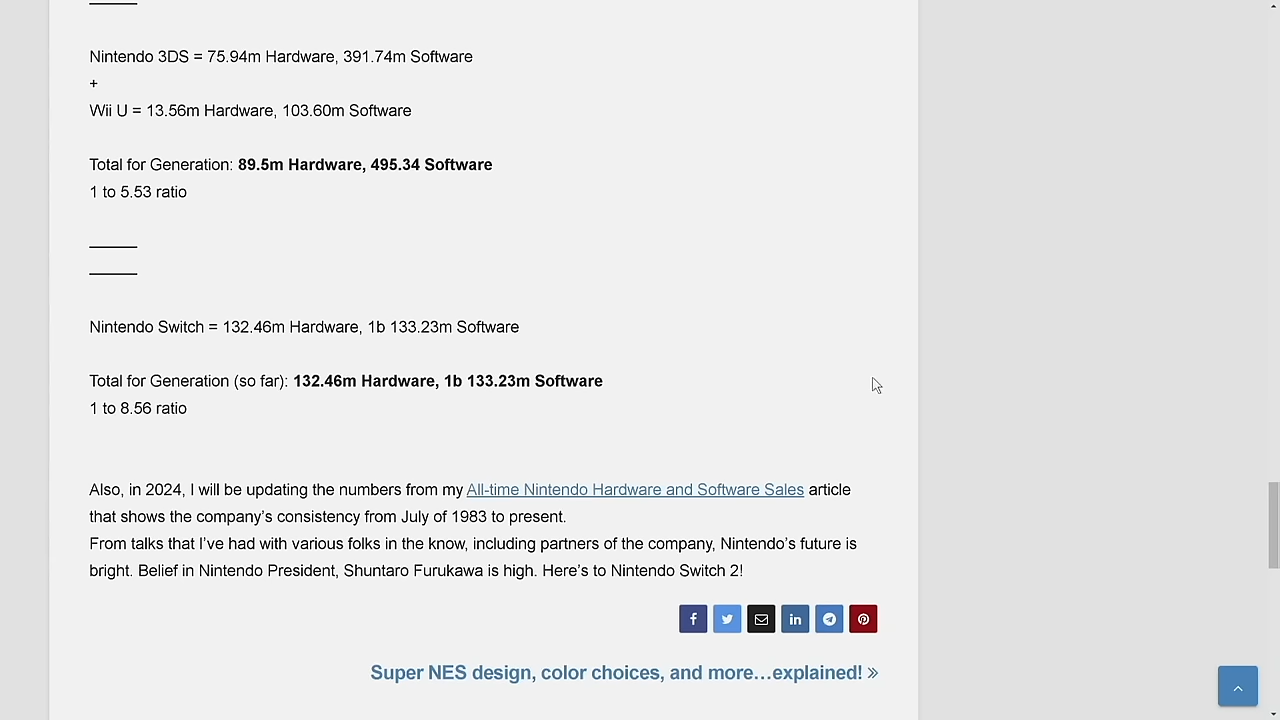 Nintendo 3DS = 75.94m Hardware, 391.74m Software
+
Wii U = 13.56m Hardware, 103.60m Software
Total for Generation: 89.5m Hardware, 495.34 Software
1 to 5.53 ratio
Nintendo Switch = 132.46m Hardware, 1b 133.23m Software
Total for Generation (so far): 132.46m Hardware, 1b 133.23m Software
1 to 8.56 ratio
Also, in 2024, I will be updating the numbers from my All-time Nintendo Hardware and Software Sales article
that shows the company’s consistency from July of 1983 to present.
From talks that I’ve had with various folks in the know, including partners of the company, Nintendo’s future is
bright. Belief in Nintendo President, Shuntaro Furukawa is high. Here’s to Nintendo Switch 2!
Super NES design, color choices, and more…explained! »